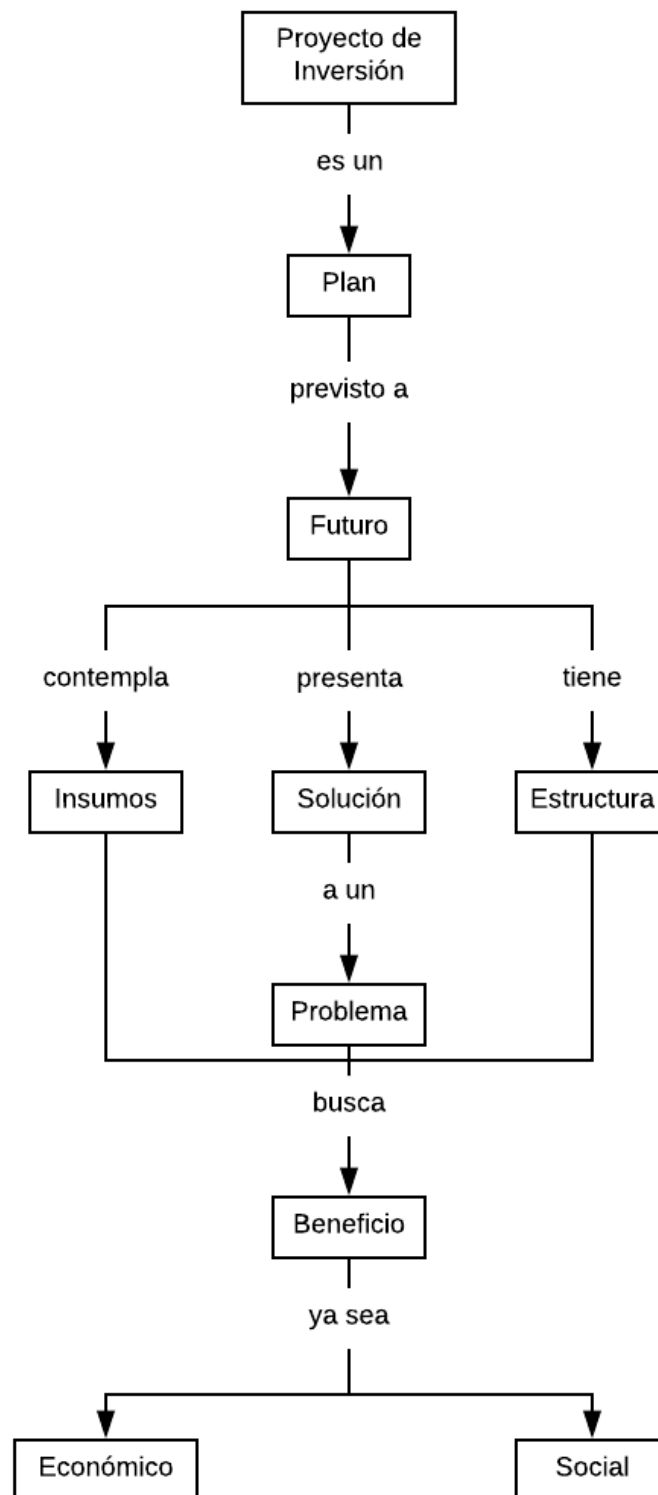 Proyecto de
Inversión
es un
Plan
previsto a
Futuro
contempla
presenta
tiene
Insumos
Solución
Estructura
a un
Problema
busca
Beneficio
ya sea
Económico
Social